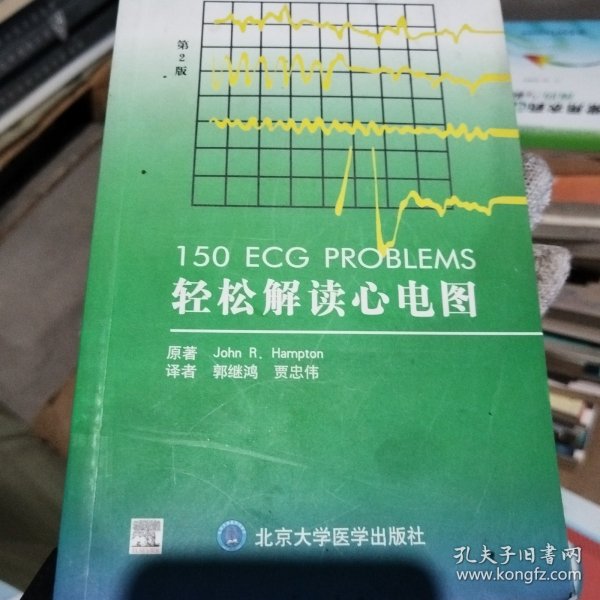 第2版
150 ECG PROBLEMS
轻松解读心电图
原著 John R. Hampton
译者 郭继鸿 贾忠伟
北京大学医学出版社
孔夫子旧书网
www.kongfz.com